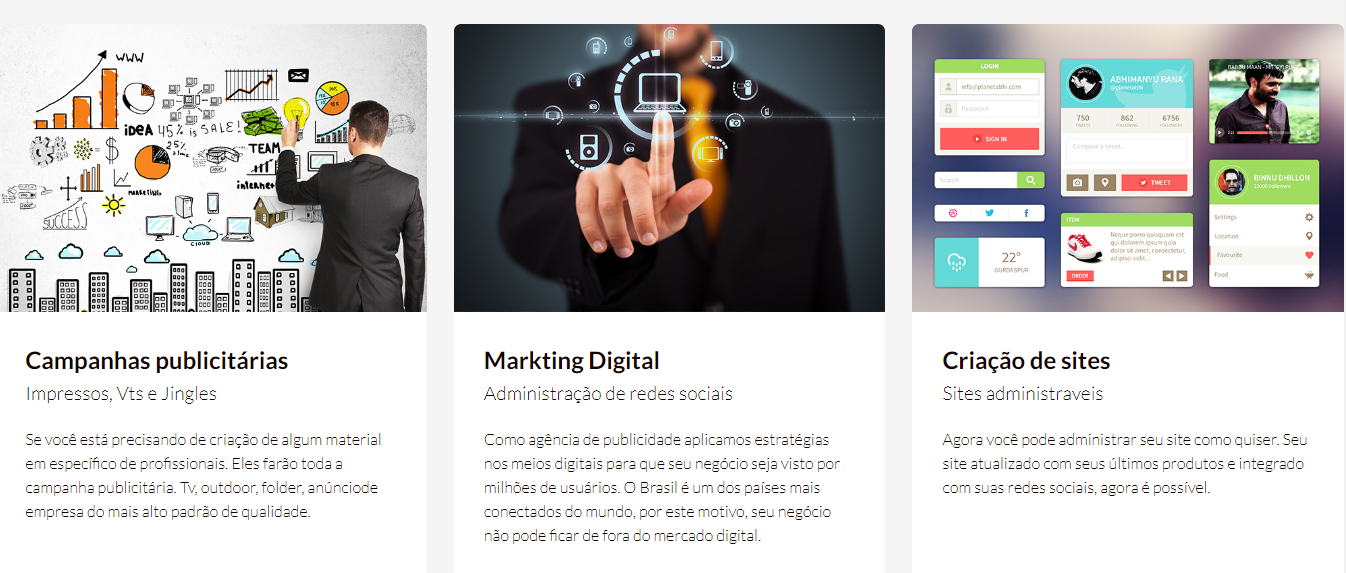 WWW
IDEA 45% is SALE!
25%
TEAM
internet
MARKETING
SUCCESS
CLOUD
LOGIN
info@planetabhi.com
Password
SIGN IN
Search
22°
GURDASPUR
ABHIMANYU RANA
@planetabhi
750 862 6756
TWEETS FOLLOWING FOLLOWERS
Compose a tweet...
TWEET
ITEM
Neque porro quisquam est
qui dolorem ipsum quia
dolor sit amet, consectetur,
adipisci velit...
ORDER
BINNU DHILLON
Settings
Location
Favourite
Food
Campanhas publicitárias
Impressos, Vts e Jingles
Se você está precisando de criação de algum material
em específico de profissionais. Eles farão toda a
campanha publicitária. Tv, outdoor, folder, anúnciode
empresa do mais alto padrão de qualidade.
Markting Digital
Administração de redes sociais
Como agência de publicidade aplicamos estratégias
nos meios digitais para que seu negócio seja visto por
milhões de usuários. O Brasil é um dos países mais
conectados do mundo, por este motivo, seu negócio
não pode ficar de fora do mercado digital.
Criação de sites
Sites administraveis
Agora você pode administrar seu site como quiser. Seu
site atualizado com seus últimos produtos e integrado
com suas redes sociais, agora é possível.